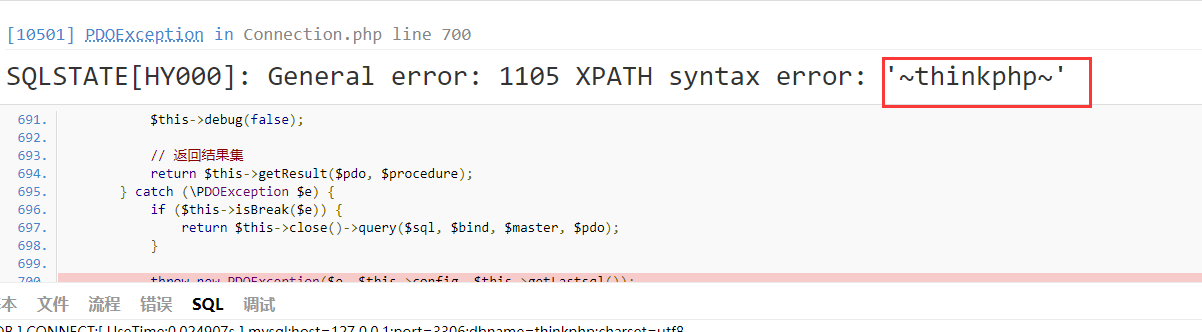 [10501] PDOException in Connection.php line 700
SQLSTATE[HY000]: General error: 1105 XPATH syntax error: '~thinkphp~'
691. $this->debug(false);
692.
693. // 返回结果集
694. return $this->getResult($pdo, $procedure);
695. } catch (\PDOException $e) {
696. if ($this->isBreak($e)) {
697. return $this->close()->query($sql, $bind, $master, $pdo);
698. }
699.
700. throw new PDOException($e, $this->config, $this->getLastsql());
本 文件 流程 错误 SQL 调试
CONNECT:[ UseTime:0.024907s ] mysql:host=127.0.0.1;port=3306;dbname=thinkphp;charset=utf8